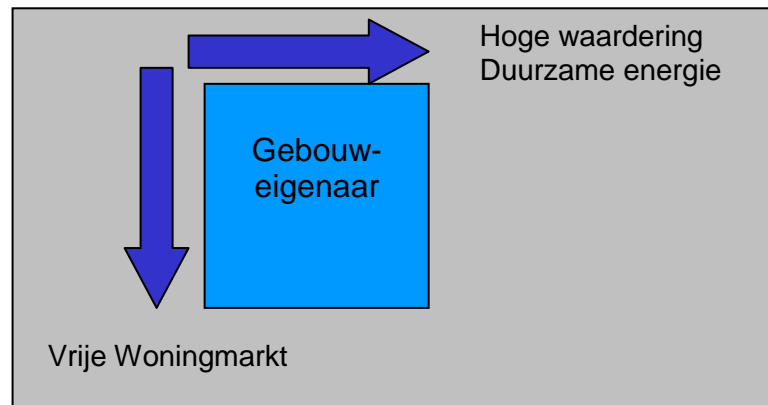 Hoge waardering
Duurzame energie
Gebouw-
eigenaar
Vrije Woningmarkt